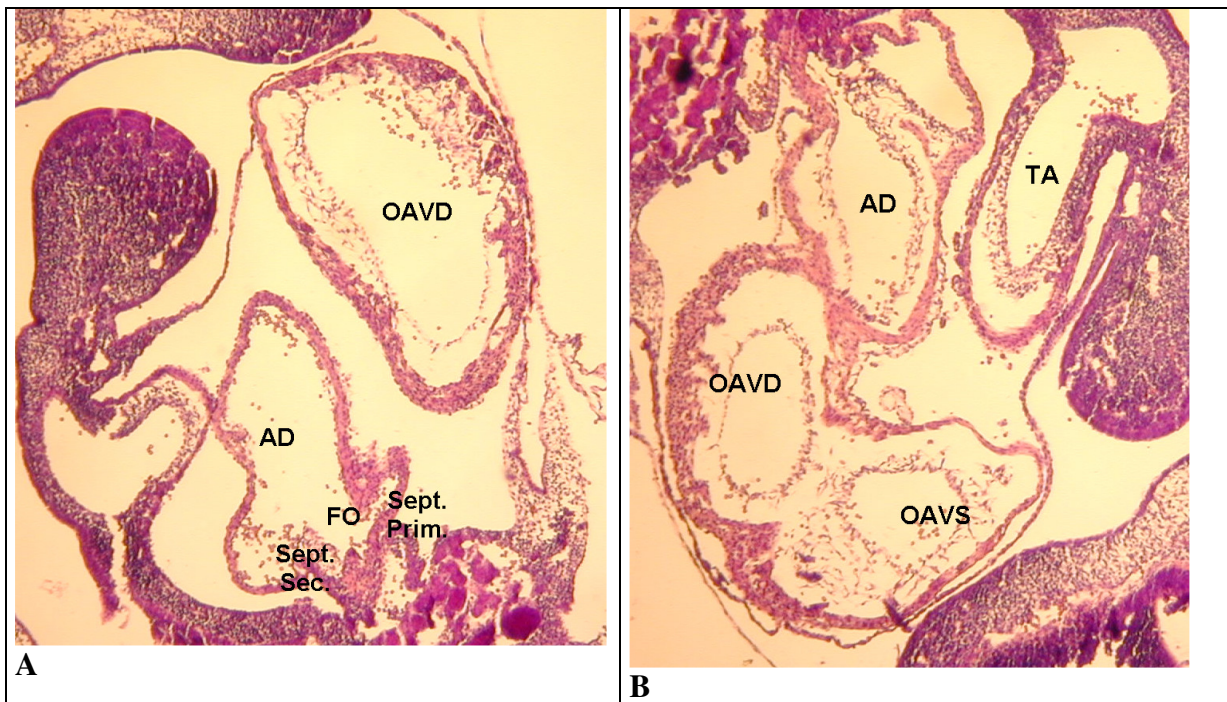 OAVD
AD
FO
Sept.
Prim.
Sept.
Sec.
A
TA
AD
OAVD
OAVS
B